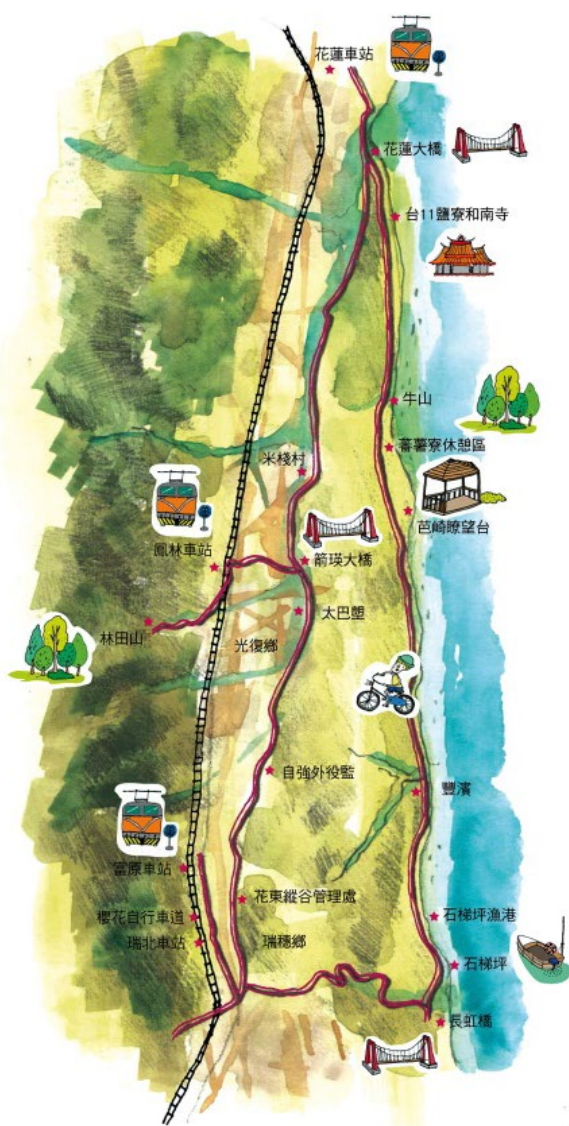 花蓮車站
花蓮大橋
台11鹽寮和南寺
牛山
蕃薯寮休憩區
米棧村
芭崎瞭望台
鳳林車站
箭瑛大橋
太巴塱
林田山
光復鄉
自強外役監
豐濱
富原車站
花東縱谷管理處
櫻花自行車道
石梯坪漁港
瑞北車站
瑞穗鄉
石梯坪
長虹橋